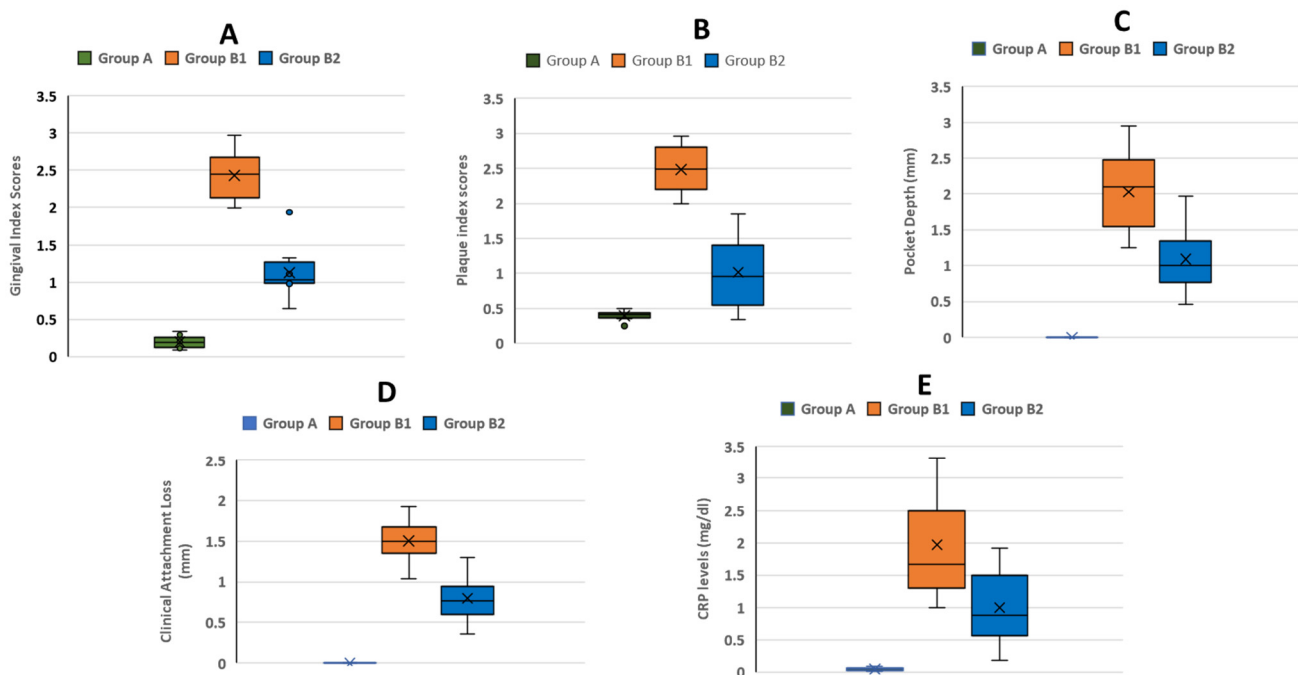 A
Group A Group B1 Group B2
Gingival Index Scores
3.5
3
2.5
2
1.5
1
0.5
0
B
Group A Group B1 Group B2
Plaque index scores
3.5
3
2.5
2
1.5
1
0.5
0
C
Group A Group B1 Group B2
Pocket Depth (mm)
3.5
3
2.5
2
1.5
1
0.5
0
D
Group A Group B1 Group B2
Clinical Attachment Loss
(mm)
2.5
2
1.5
1
0.5
0
E
Group A Group B1 Group B2
CRP levels (mg/dl)
3.5
3
2.5
2
1.5
1
0.5
0